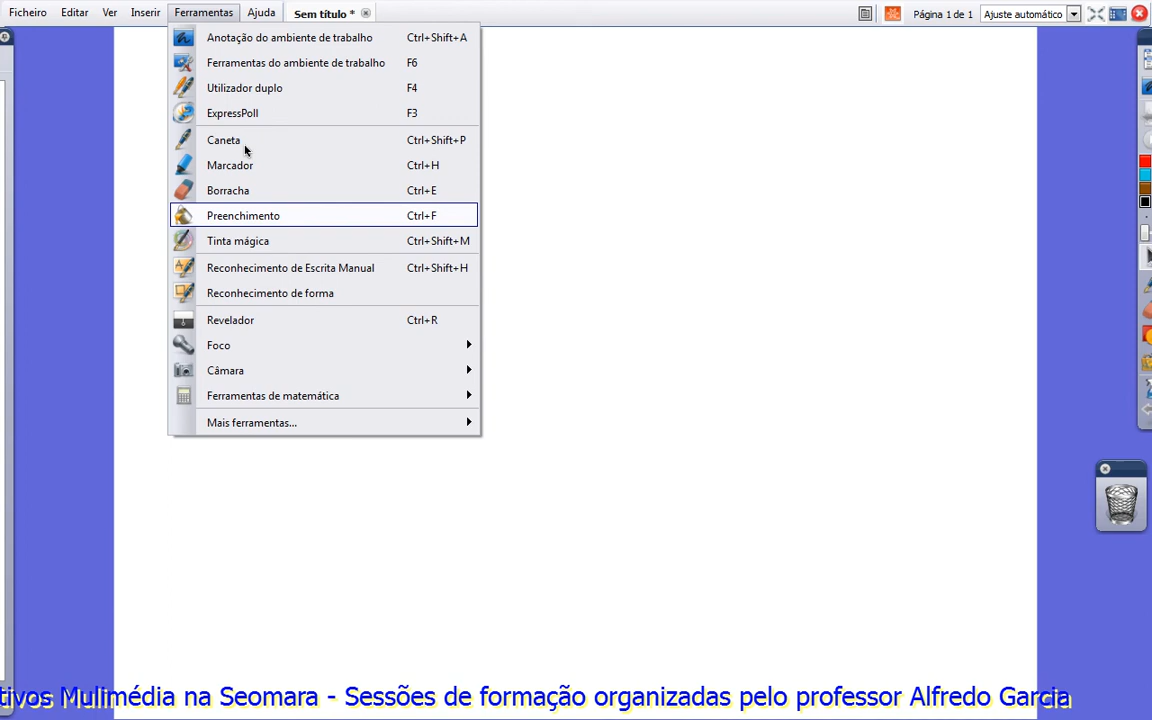 Ficheiro Editar Ver Inserir Ferramentas Ajuda Sem título * Página 1 de 1 Ajuste automático
Anotação do ambiente de trabalho Ctrl+Shift+A
Ferramentas do ambiente de trabalho F6
Utilizador duplo F4
ExpressPoll F3
Caneta Ctrl+Shift+P
Marcador Ctrl+H
Borracha Ctrl+E
Preenchimento Ctrl+F
Tinta mágica Ctrl+Shift+M
Reconhecimento de Escrita Manual Ctrl+Shift+H
Reconhecimento de forma
Revelador Ctrl+R
Foco
Câmara
Ferramentas de matemática
Mais ferramentas...
tivos Mulimédia na Seomara - Sessões de formação organizadas pelo professor Alfredo Garcia